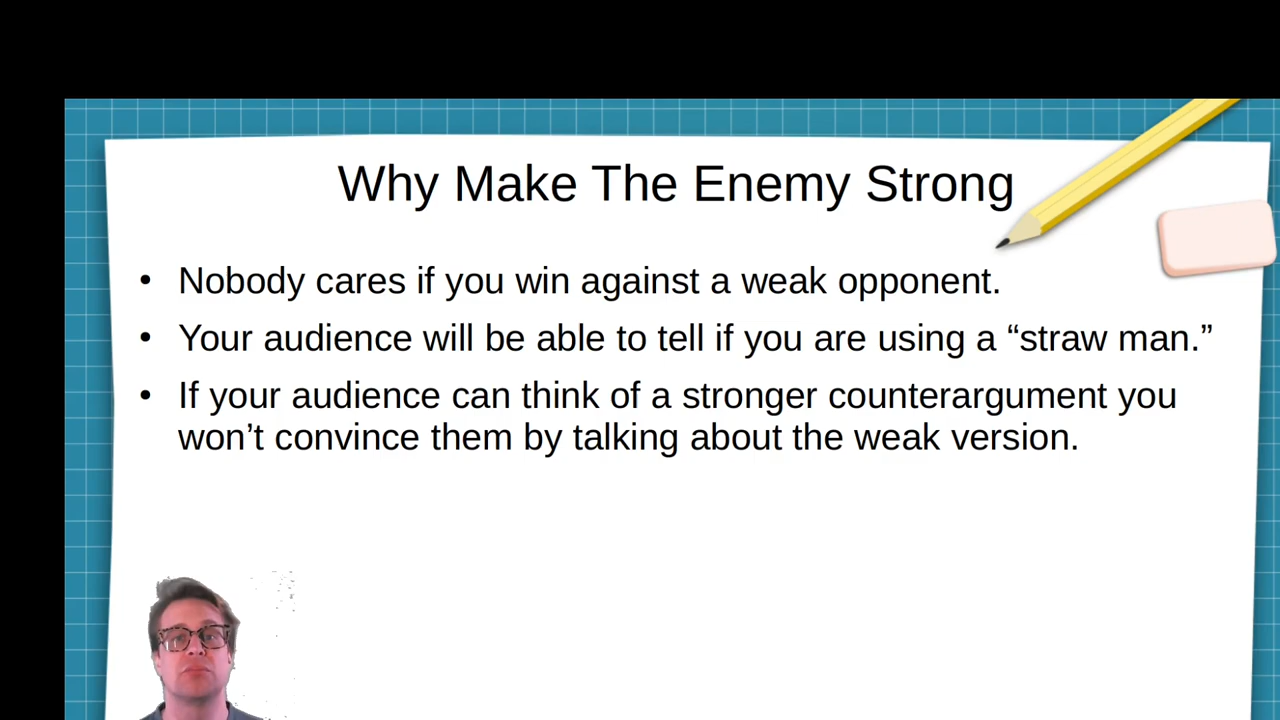 Why Make The Enemy Strong
• Nobody cares if you win against a weak opponent.
• Your audience will be able to tell if you are using a “straw man.”
• If your audience can think of a stronger counterargument you
won’t convince them by talking about the weak version.